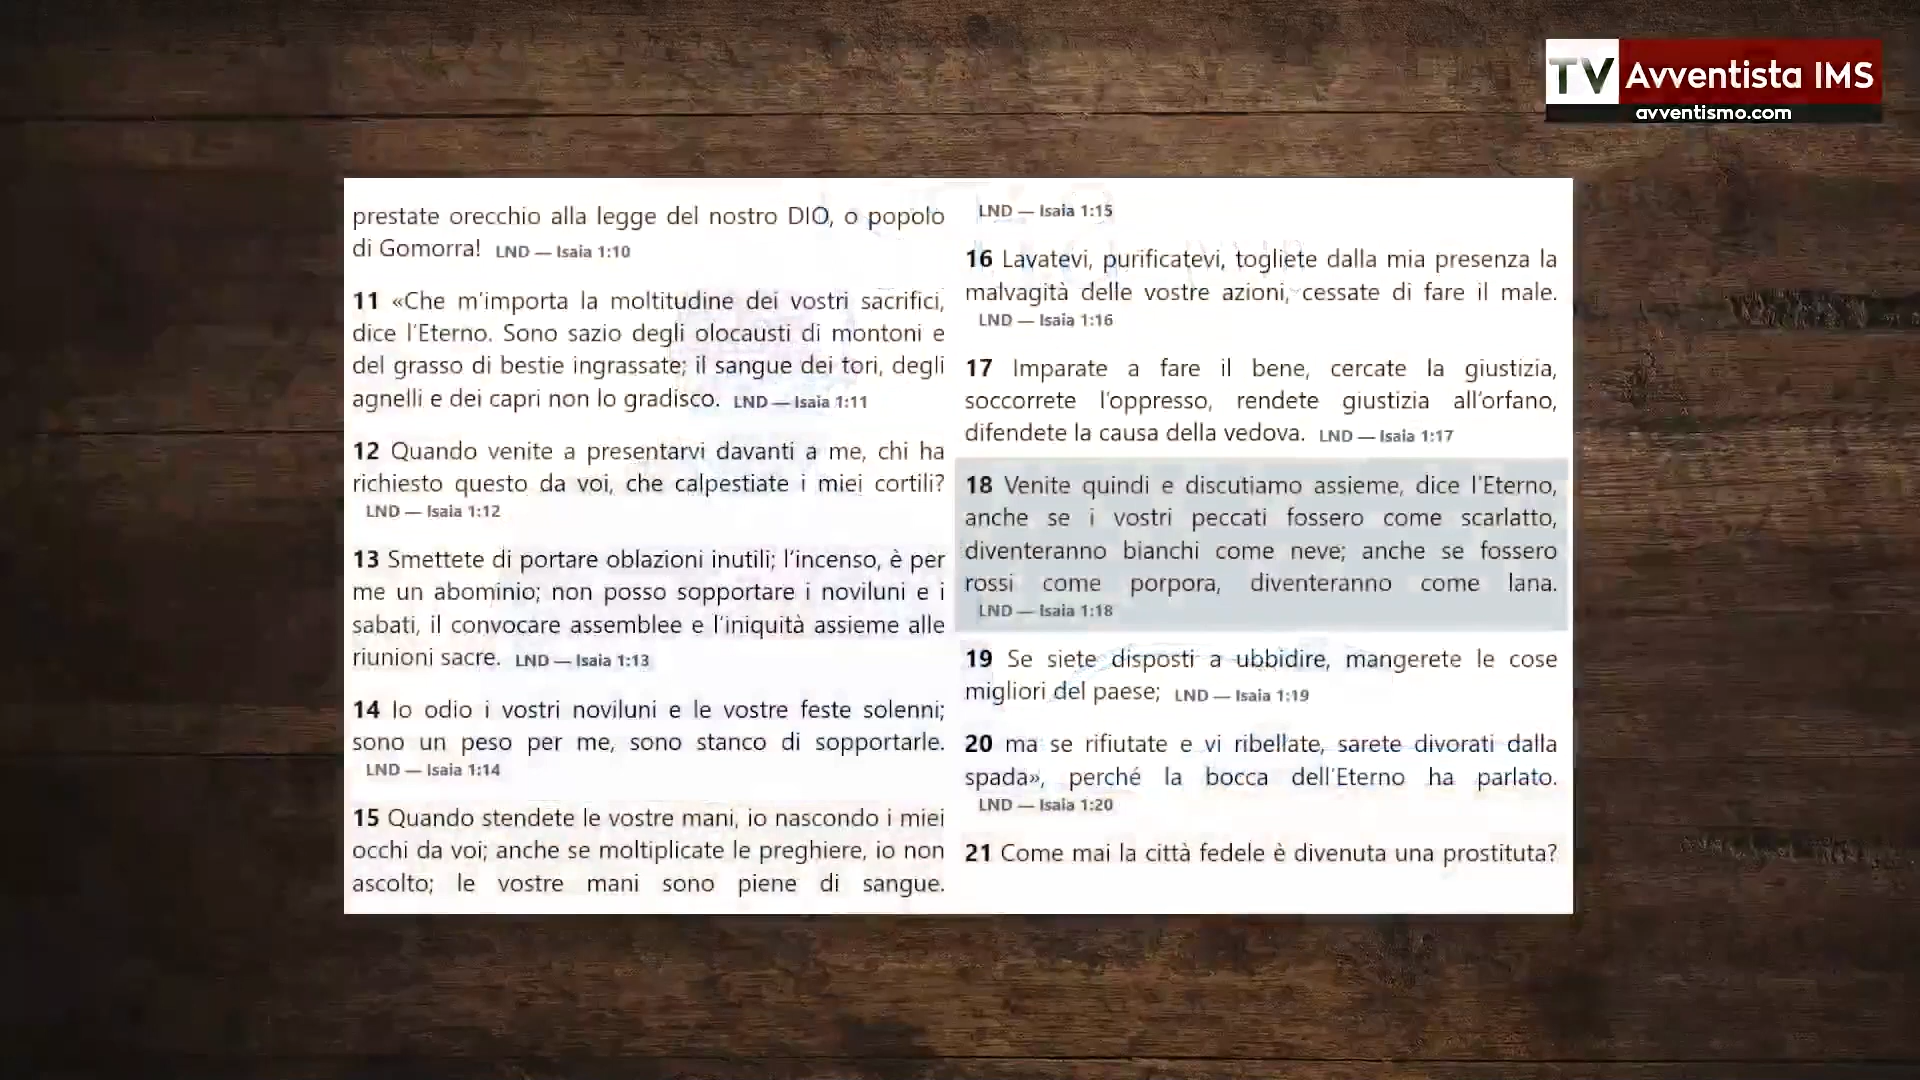 TV Avventista IMS
avventismo.com
prestate orecchio alla legge del nostro DIO, o popolo
di Gomorra! LND — Isaia 1:10
11 «Che m'importa la moltitudine dei vostri sacrifici,
dice l'Eterno. Sono sazio degli olocausti di montoni e
del grasso di bestie ingrassate; il sangue dei tori, degli
agnelli e dei capri non lo gradisco. LND — Isaia 1:11
12 Quando venite a presentarvi davanti a me, chi ha
richiesto questo da voi, che calpestiate i miei cortili?
LND — Isaia 1:12
13 Smettete di portare oblazioni inutili; l'incenso, è per
me un abominio; non posso sopportare i noviluni e i
sabati, il convocare assemblee e l'iniquità assieme alle
riunioni sacre. LND — Isaia 1:13
14 Io odio i vostri noviluni e le vostre feste solenni;
sono un peso per me, sono stanco di sopportarle.
LND — Isaia 1:14
15 Quando stendete le vostre mani, io nascondo i miei
occhi da voi; anche se moltiplicate le preghiere, io non
ascolto; le vostre mani sono piene di sangue.
LND — Isaia 1:15
16 Lavatevi, purificatevi, togliete dalla mia presenza la
malvagità delle vostre azioni, cessate di fare il male.
LND — Isaia 1:16
17 Imparate a fare il bene, cercate la giustizia,
soccorrete l'oppresso, rendete giustizia all'orfano,
difendete la causa della vedova. LND — Isaia 1:17
18 Venite quindi e discutiamo assieme, dice l'Eterno,
anche se i vostri peccati fossero come scarlatto,
diventeranno bianchi come neve; anche se fossero
rossi come porpora, diventeranno come lana.
LND — Isaia 1:18
19 Se siete disposti a ubbidire, mangerete le cose
migliori del paese; LND — Isaia 1:19
20 ma se rifiutate e vi ribellate, sarete divorati dalla
spada», perché la bocca dell'Eterno ha parlato.
LND — Isaia 1:20
21 Come mai la città fedele è divenuta una prostituta?